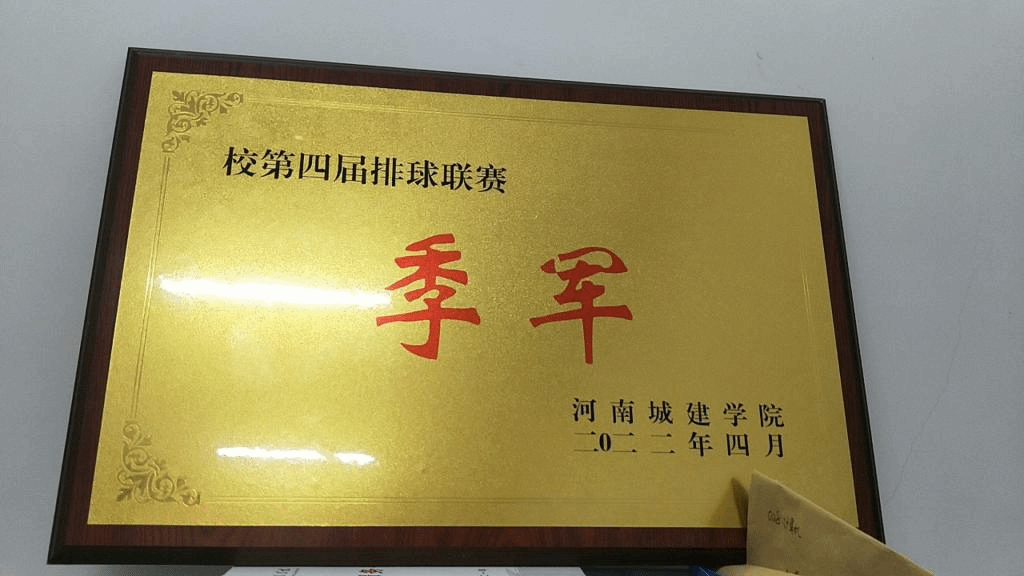 校第四届排球联赛
季军
河南城建学院
二0二二年四月